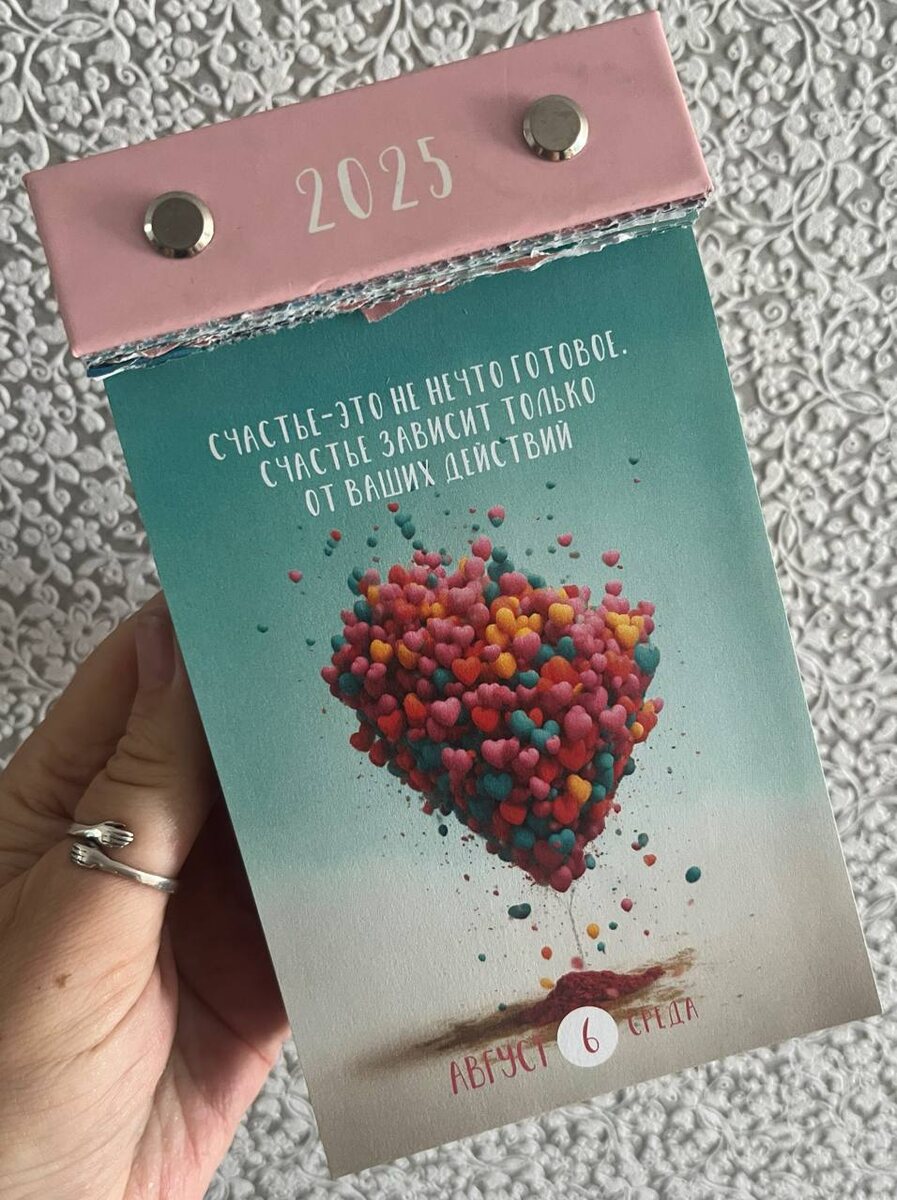 2025
СЧАСТЬЕ-ЭТО НЕ НЕЧТО ГОТОВОЕ.
СЧАСТЬЕ ЗАВИСИТ ТОЛЬКО
ОТ ВАШИХ ДЕЙСТВИЙ
АВГУСТ 6 СРЕДА